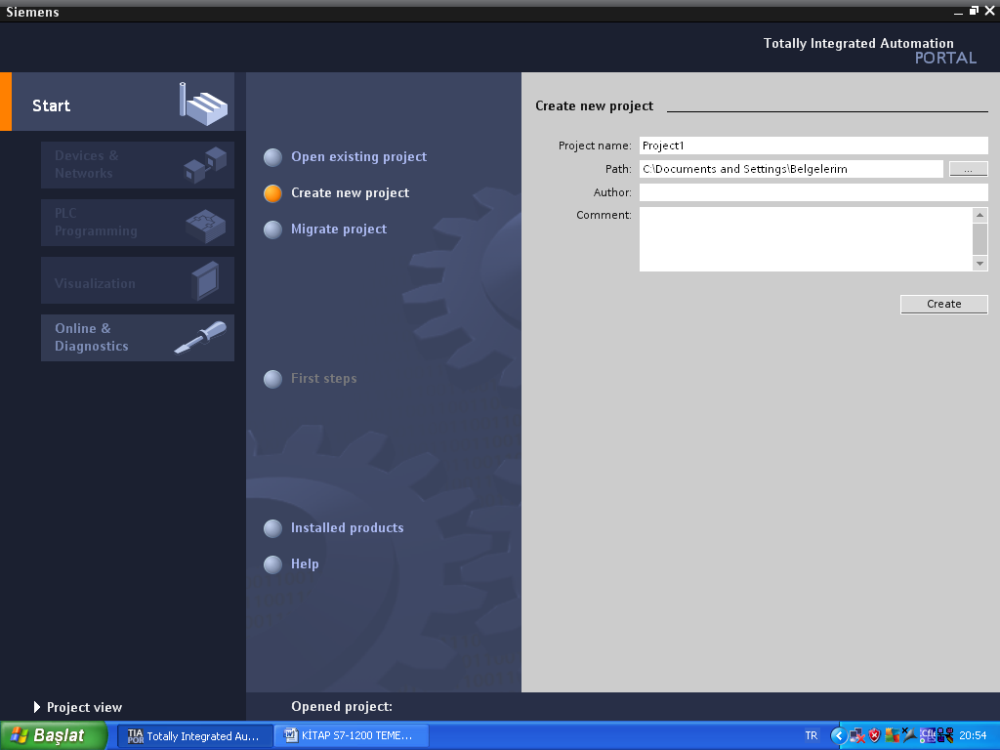 Siemens
Totally Integrated Automation
PORTAL
Start
Devices &
Networks
PLC
Programming
Visualization
Online &
Diagnostics
Open existing project
Create new project
Migrate project
First steps
Installed products
Help
Create new project
Project name: Project1
Path: C:\Documents and Settings\Belgelerim ...
Author:
Comment:
Create
Project view
Opened project:
Başlat
TIA POR Totally Integrated Au...
KİTAP S7-1200 TEME...
TR
20:54